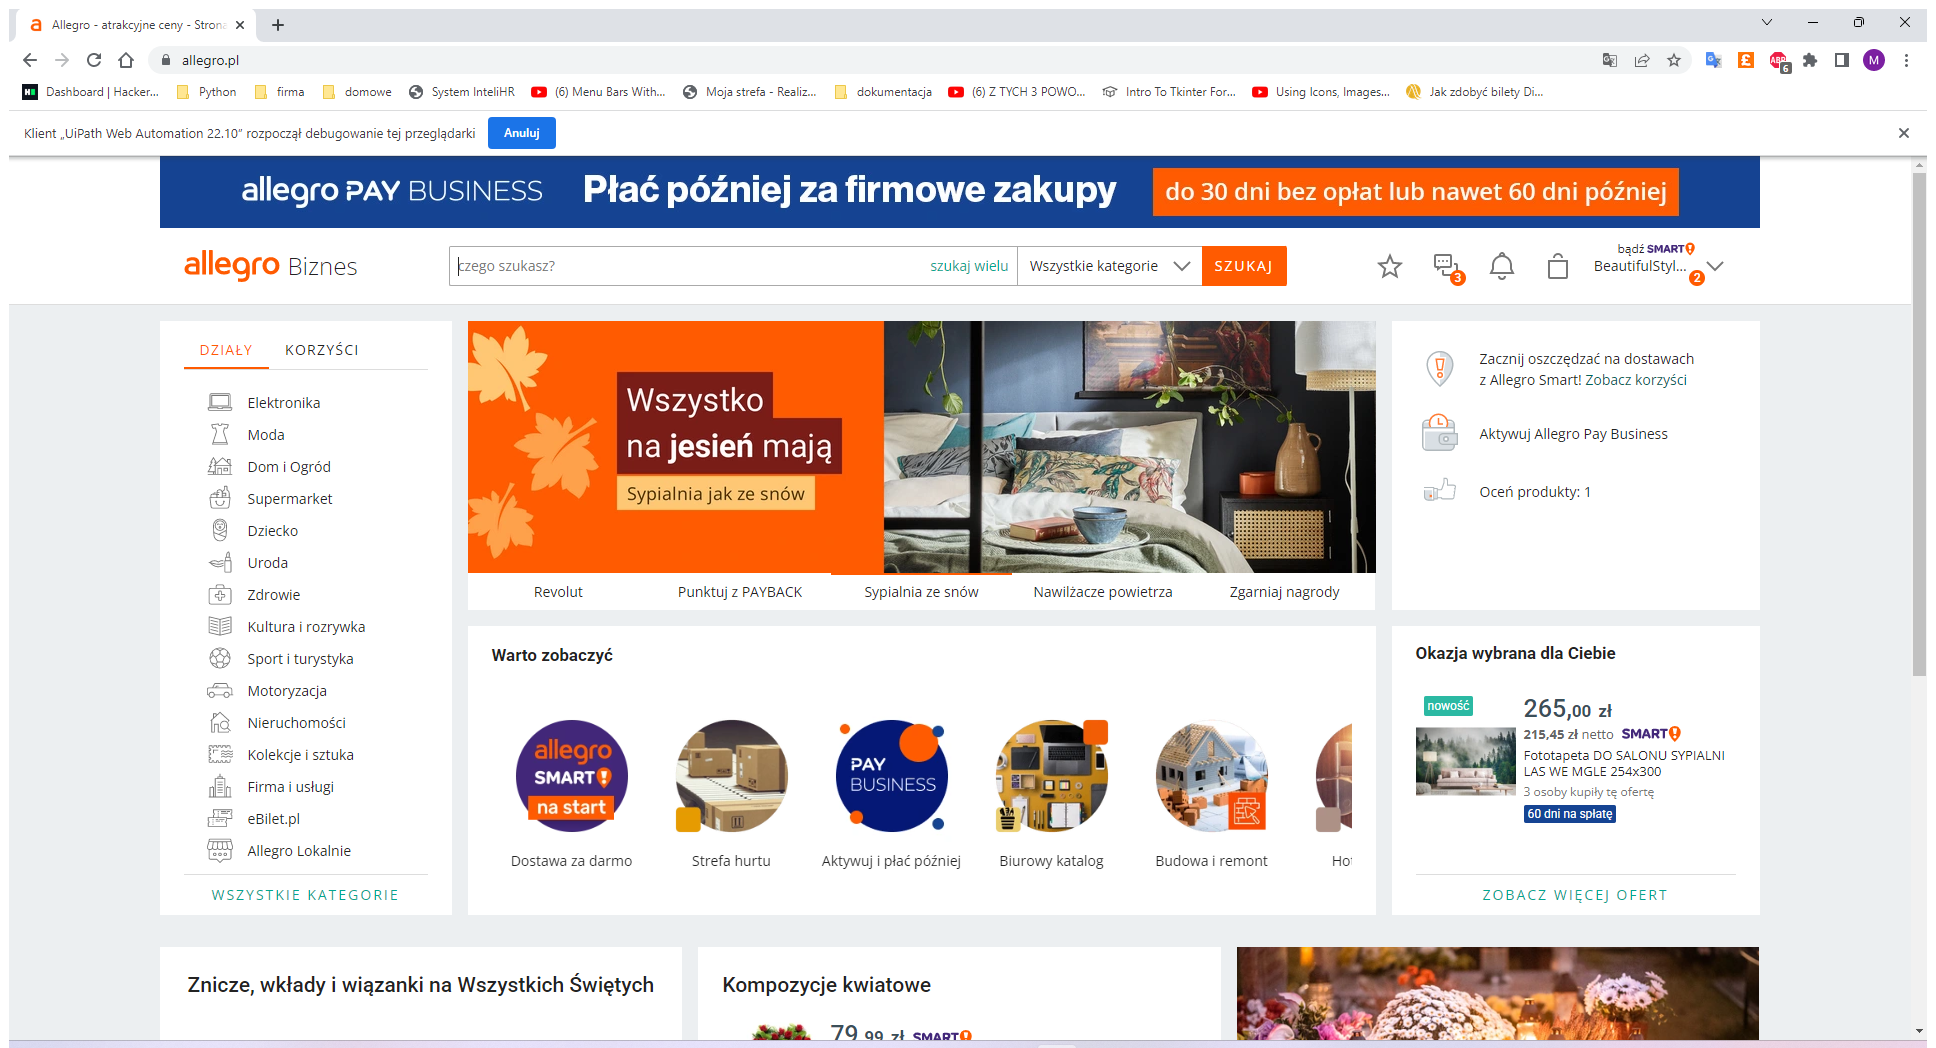 Allegro - atrakcyjne ceny - Strona
allegro.pl
6
M
Dashboard | Hacker...
Python
firma
domowe
System InteliHR
(6) Menu Bars With...
Moja strefa - Realiz...
dokumentacja
(6) Z TYCH 3 POWO...
Intro To Tkinter For...
Using Icons, Images...
Jak zdobyć bilety Di...
Klient „UiPath Web Automation 22.10” rozpoczął debugowanie tej przeglądarki
Anuluj
allegro PAY BUSINESS
Płać później za firmowe zakupy
do 30 dni bez opłat lub nawet 60 dni później
allegro Biznes
czego szukasz?
szukaj wielu
Wszystkie kategorie
SZUKAJ
3
bądź SMART!
BeautifulStyl...
2
DZIAŁY
KORZYŚCI
Elektronika
Moda
Dom i Ogród
Supermarket
Dziecko
Uroda
Zdrowie
Kultura i rozrywka
Sport i turystyka
Motoryzacja
Nieruchomości
Kolekcje i sztuka
Firma i usługi
eBilet.pl
Allegro Lokalnie
WSZYSTKIE KATEGORIE
Wszystko
na jesień mają
Sypialnia jak ze snów
Revolut
Punktuj z PAYBACK
Sypialnia ze snów
Nawilżacze powietrza
Zgarniaj nagrody
Zacznij oszczędzać na dostawach
z Allegro Smart! Zobacz korzyści
Aktywuj Allegro Pay Business
Oceń produkty: 1
Warto zobaczyć
allegro
SMART!
na start
Dostawa za darmo
Strefa hurtu
PAY
BUSINESS
Aktywuj i płać później
Biurowy katalog
Budowa i remont
Hot
Okazja wybrana dla Ciebie
nowość
265,00 zł
215,45 zł netto SMART!
Fototapeta DO SALONU SYPIALNI
LAS WE MGLE 254x300
3 osoby kupiły tę ofertę
60 dni na spłatę
ZOBACZ WIĘCEJ OFERT
Znicze, wkłady i wiązanki na Wszystkich Świętych
Kompozycje kwiatowe
79,99 zł SMART!